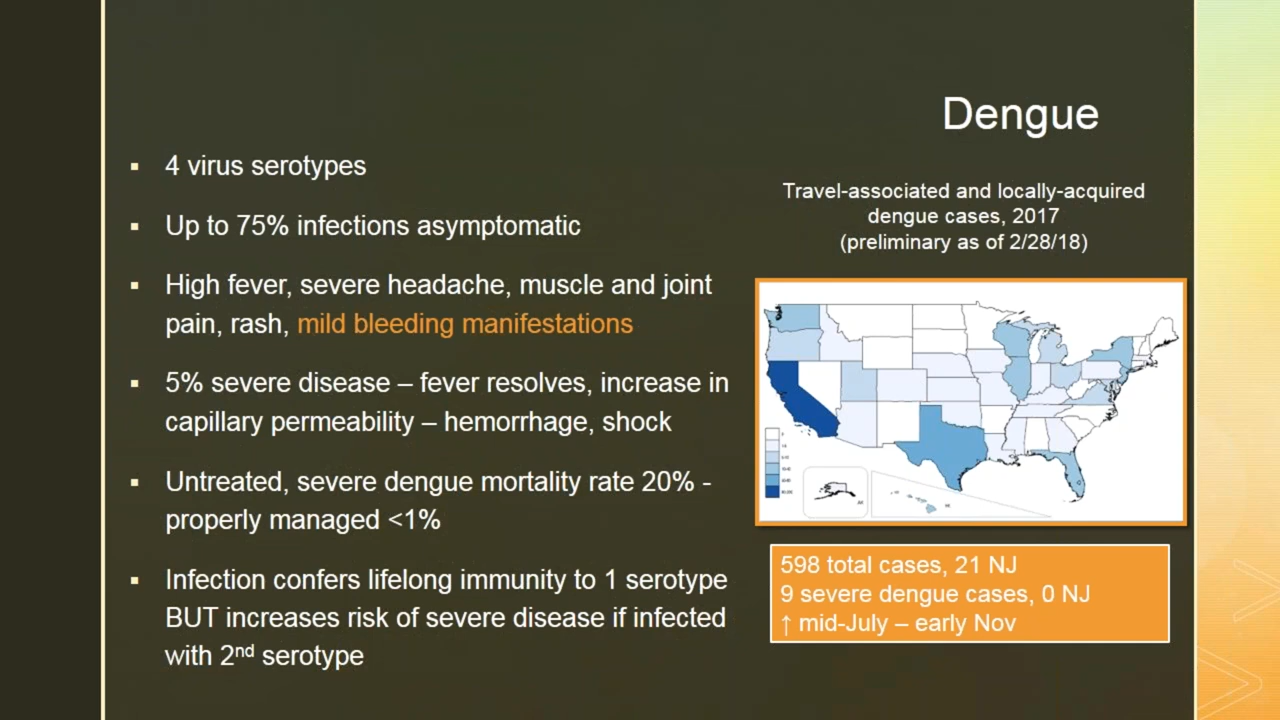 Dengue
▪ 4 virus serotypes
▪ Up to 75% infections asymptomatic
▪ High fever, severe headache, muscle and joint
pain, rash, mild bleeding manifestations
▪ 5% severe disease – fever resolves, increase in
capillary permeability – hemorrhage, shock
▪ Untreated, severe dengue mortality rate 20% -
properly managed <1%
▪ Infection confers lifelong immunity to 1 serotype
BUT increases risk of severe disease if infected
with 2nd serotype
Travel-associated and locally-acquired
dengue cases, 2017
(preliminary as of 2/28/18)
598 total cases, 21 NJ
9 severe dengue cases, 0 NJ
↑ mid-July – early Nov